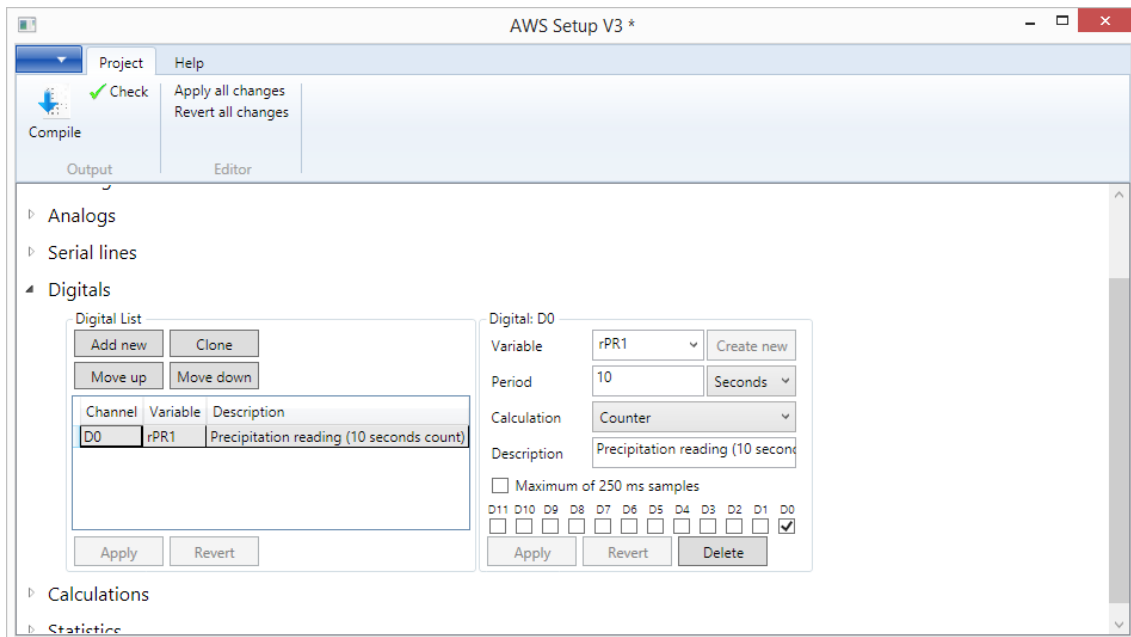 AWS Setup V3 *
Project Help
Check
Compile
Output
Apply all changes
Revert all changes
Editor
Analogs
Serial lines
Digitals
Digital List
Add new Clone
Move up Move down
Channel Variable Description
D0 rPR1 Precipitation reading (10 seconds count)
Apply Revert
Digital: D0
Variable rPR1 Create new
Period 10 Seconds
Calculation Counter
Description Precipitation reading (10 secon
Maximum of 250 ms samples
D11 D10 D9 D8 D7 D6 D5 D4 D3 D2 D1 D0
Apply Revert Delete
Calculations
Statistics